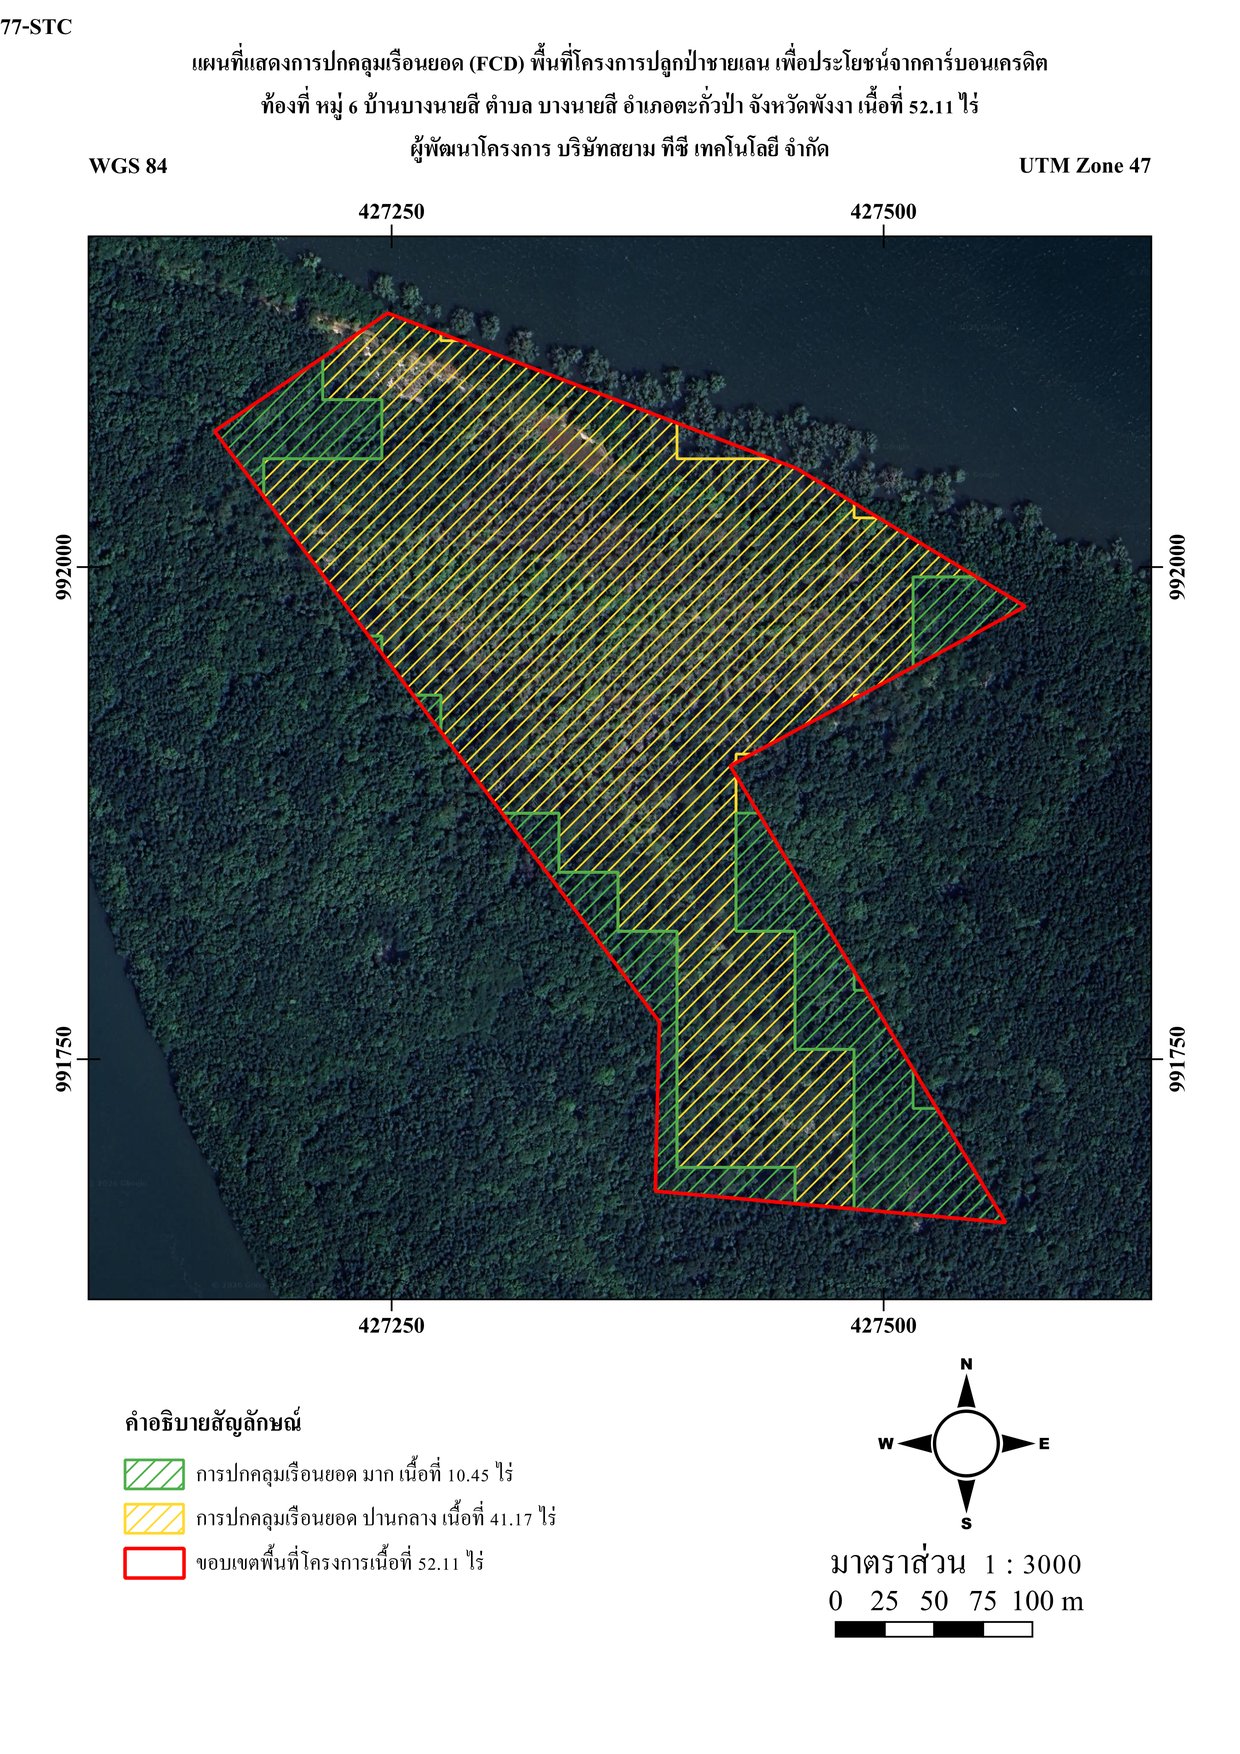 77-STC
แผนที่แสดงการปกคลุมเรือนยอด (FCD) พื้นที่โครงการปลูกป่าชายเลน เพื่อประโยชน์จากคาร์บอนเครดิต
ท้องที่ หมู่ 6 บ้านบางนายสี ตำบล บางนายสี อำเภอตะกั่วป่า จังหวัดพังงา เนื้อที่ 52.11 ไร่
ผู้พัฒนาโครงการ บริษัทสยาม ทีซี เทคโนโลยี จำกัด
WGS 84
UTM Zone 47
427250
427500
992000
992000
991750
991750
427250
427500
N
W
E
S
คำอธิบายสัญลักษณ์
การปกคลุมเรือนยอด มาก เนื้อที่ 10.45 ไร่
การปกคลุมเรือนยอด ปานกลาง เนื้อที่ 41.17 ไร่
ขอบเขตพื้นที่โครงการเนื้อที่ 52.11 ไร่
มาตราส่วน 1 : 3000
0 25 50 75 100 m